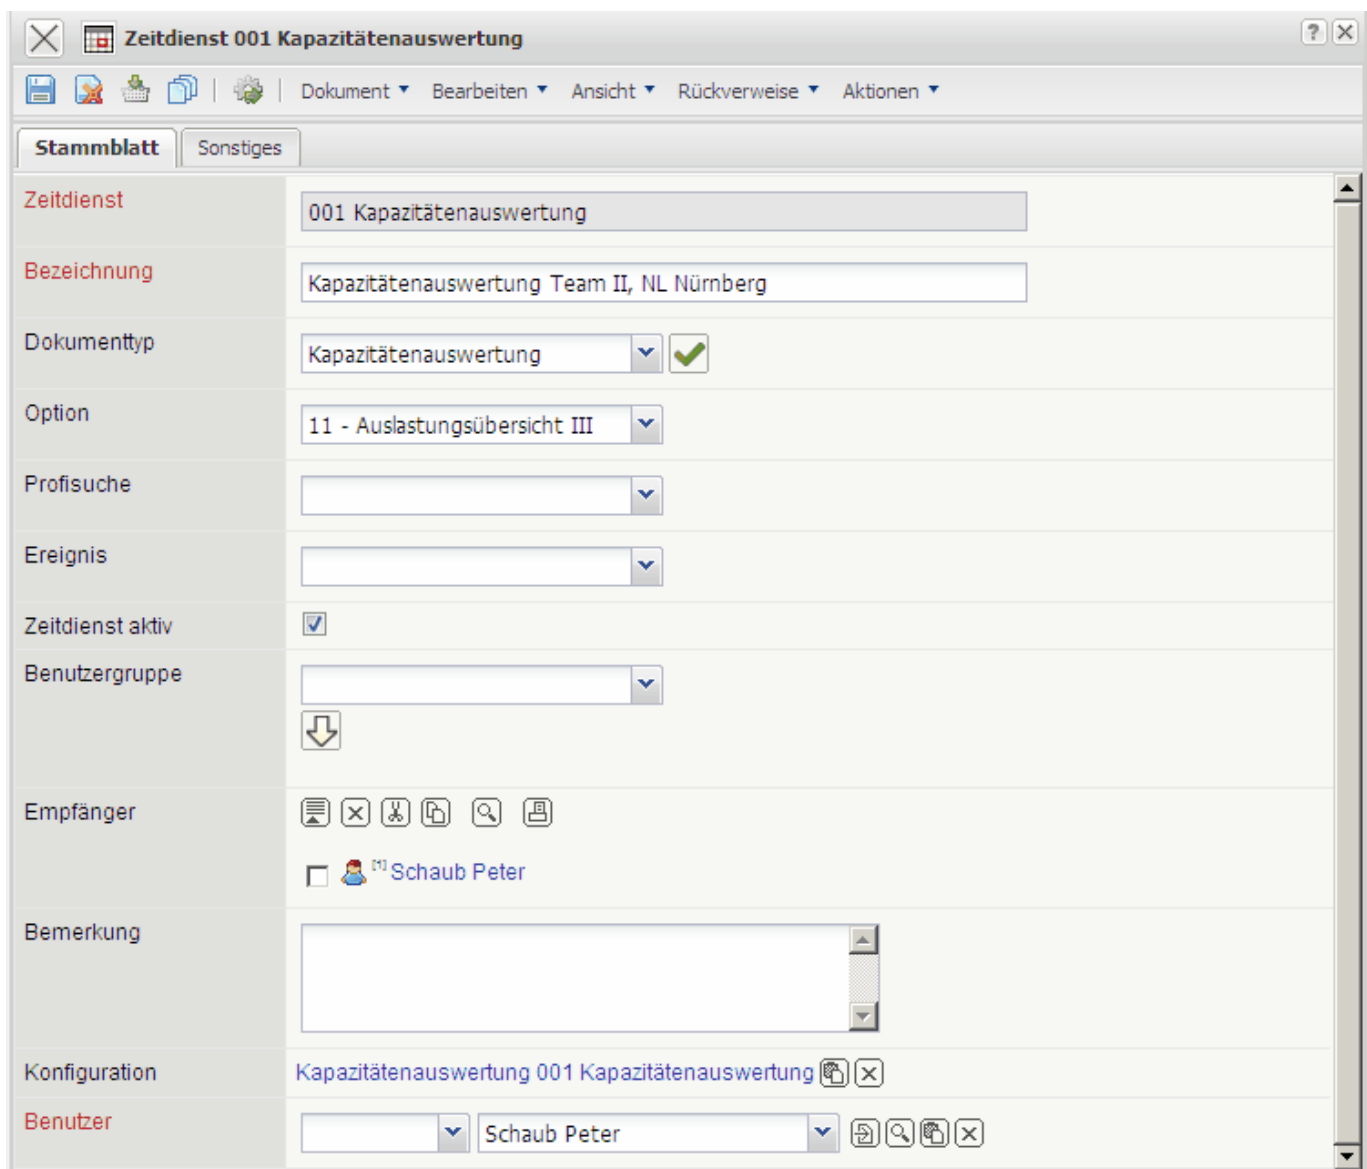 Zeitdienst 001 Kapazitätenauswertung
?
Dokument Bearbeiten Ansicht Rückverweise Aktionen
Stammblatt Sonstiges
Zeitdienst 001 Kapazitätenauswertung
Bezeichnung Kapazitätenauswertung Team II, NL Nürnberg
Dokumenttyp Kapazitätenauswertung
Option 11 - Auslastungsübersicht III
Profisuche
Ereignis
Zeitdienst aktiv
Benutzergruppe
Empfänger
[1] Schaub Peter
Bemerkung
Konfiguration Kapazitätenauswertung 001 Kapazitätenauswertung
Benutzer Schaub Peter